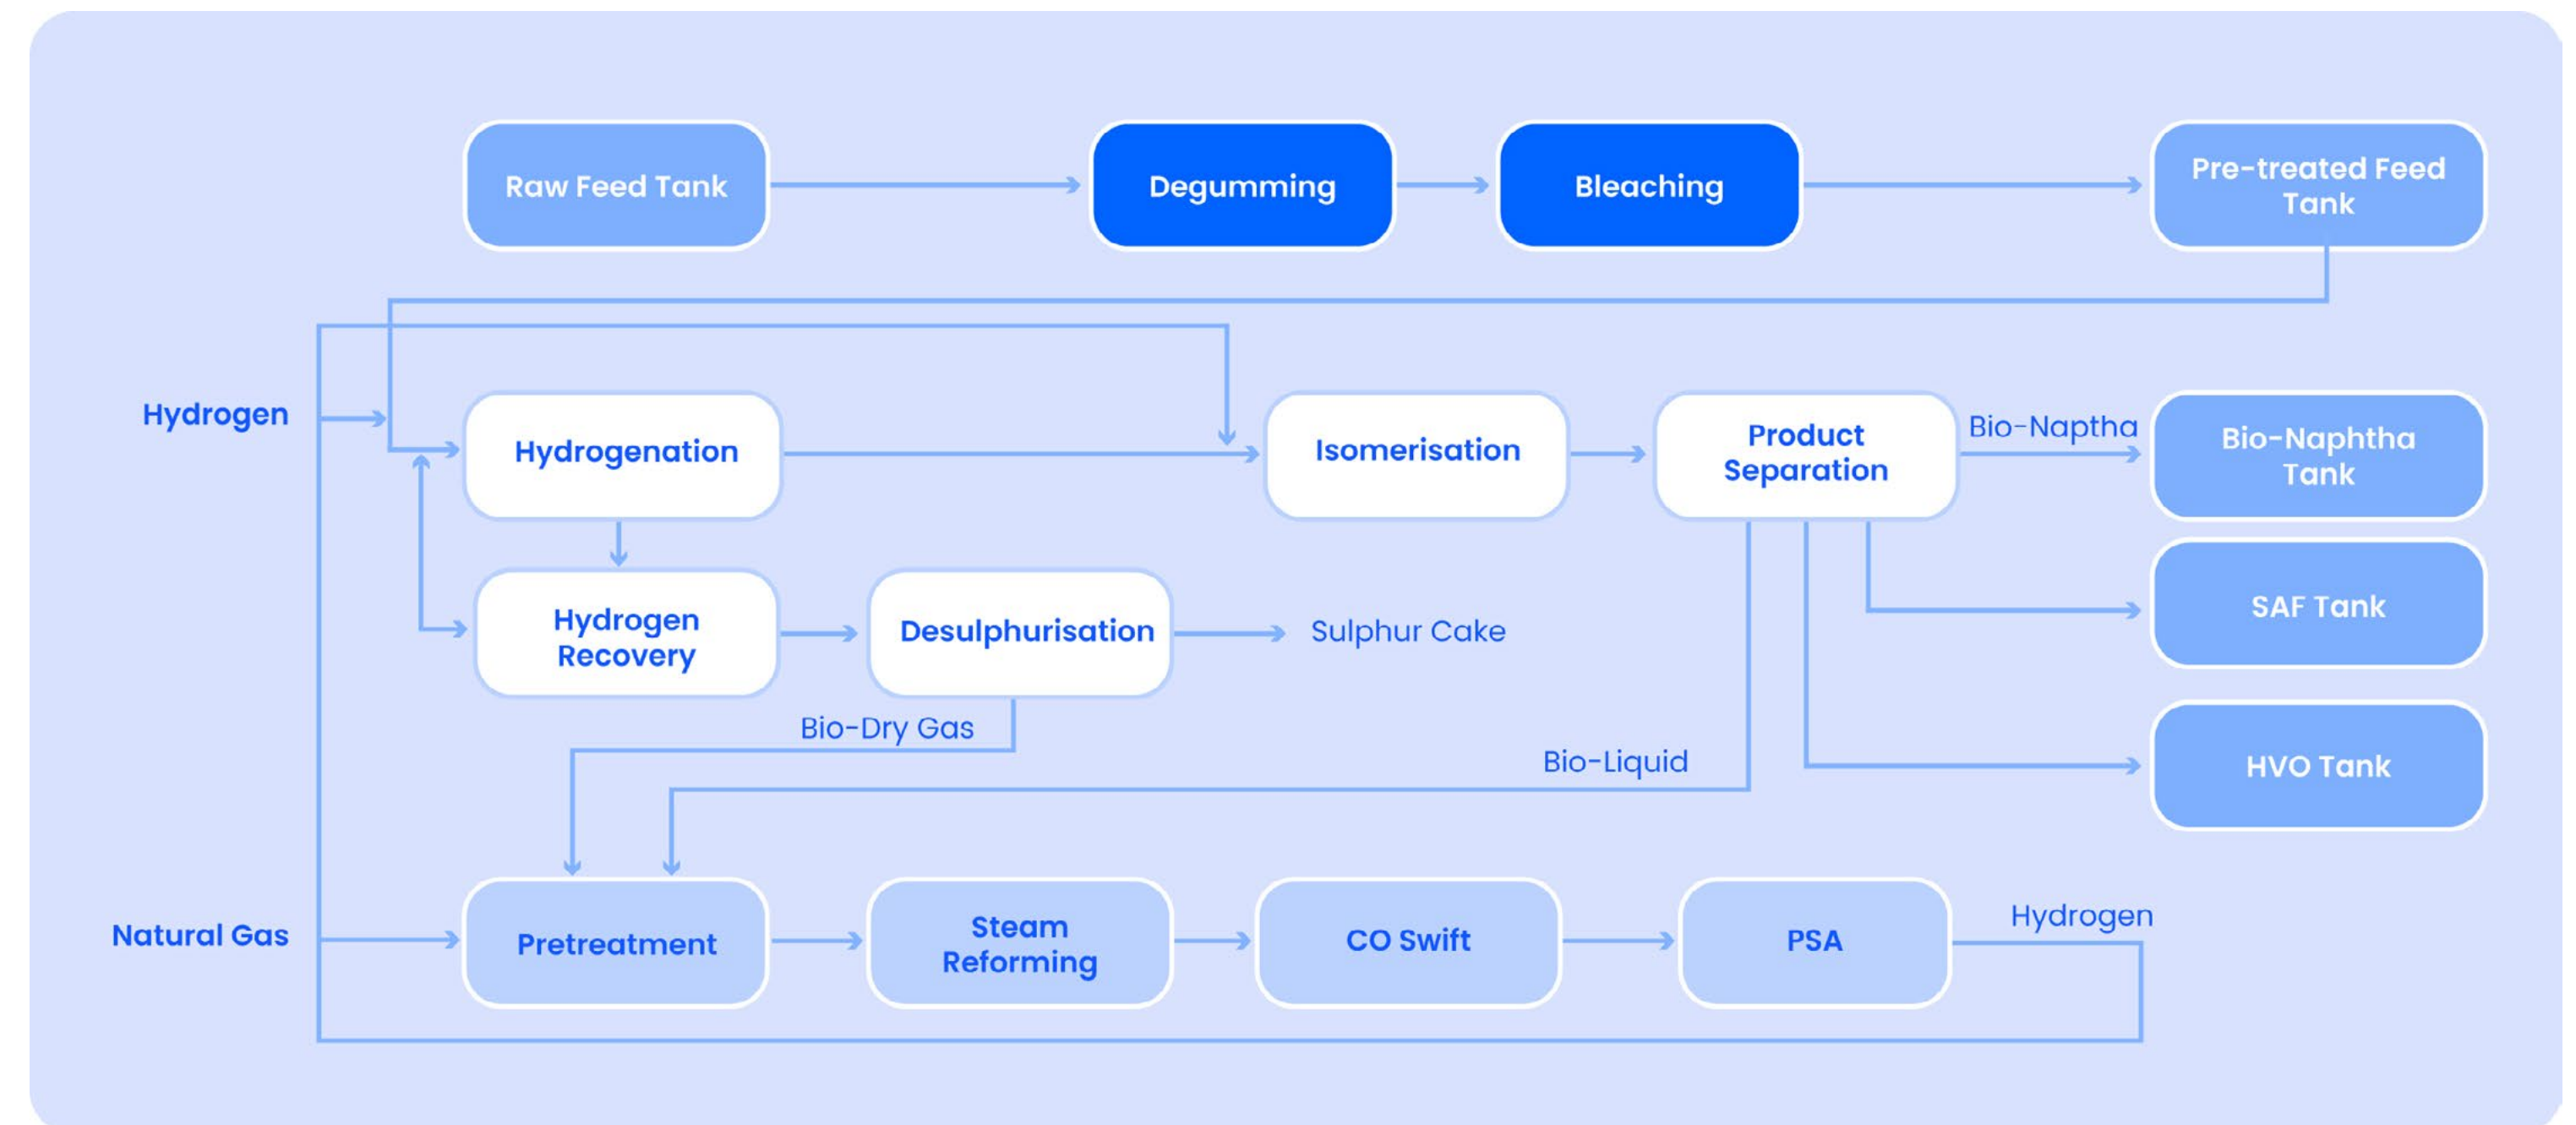 Raw Feed Tank
Degumming
Bleaching
Pre-treated Feed
Tank
Hydrogen
Hydrogenation
Isomerisation
Product
Separation
Bio-Naptha
Bio-Naphtha
Tank
Hydrogen
Recovery
Desulphurisation
Sulphur Cake
SAF Tank
Bio-Dry Gas
Bio-Liquid
HVO Tank
Natural Gas
Pretreatment
Steam
Reforming
CO Swift
PSA
Hydrogen